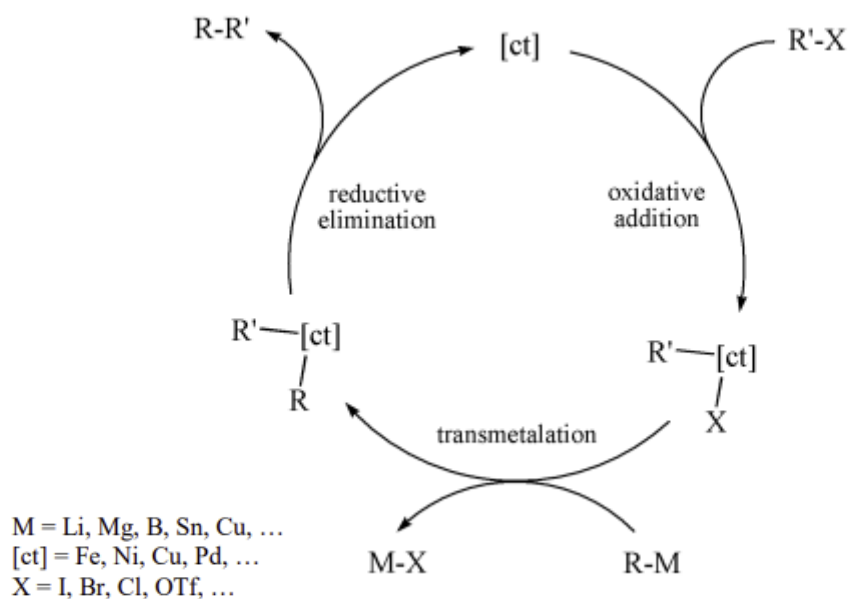 R-R'
[ct]
R'-X
reductive
elimination
oxidative
addition
R'
[ct]
R
R'
[ct]
X
transmetalation
M-X
R-M
M = Li, Mg, B, Sn, Cu, …
[ct] = Fe, Ni, Cu, Pd, …
X = I, Br, Cl, OTf, …